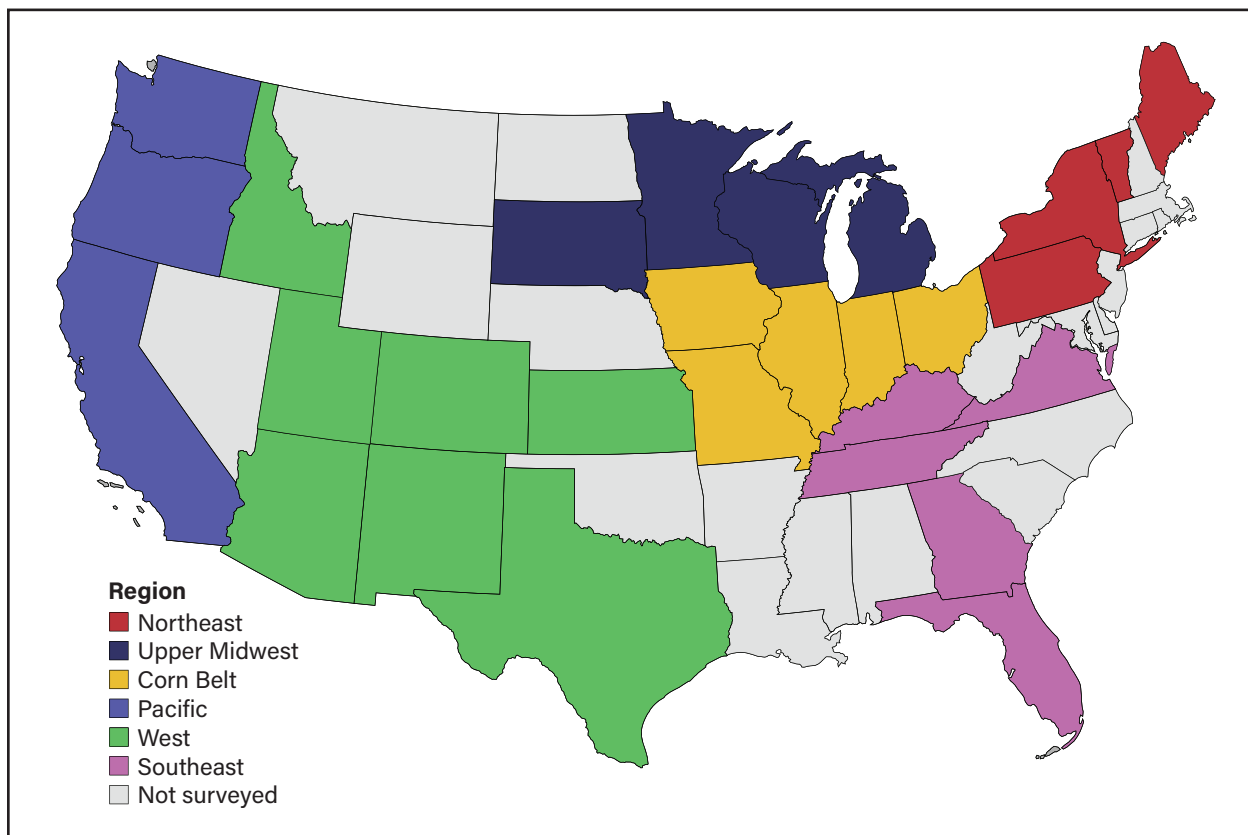 Region
Northeast
Upper Midwest
Corn Belt
Pacific
West
Southeast
Not surveyed